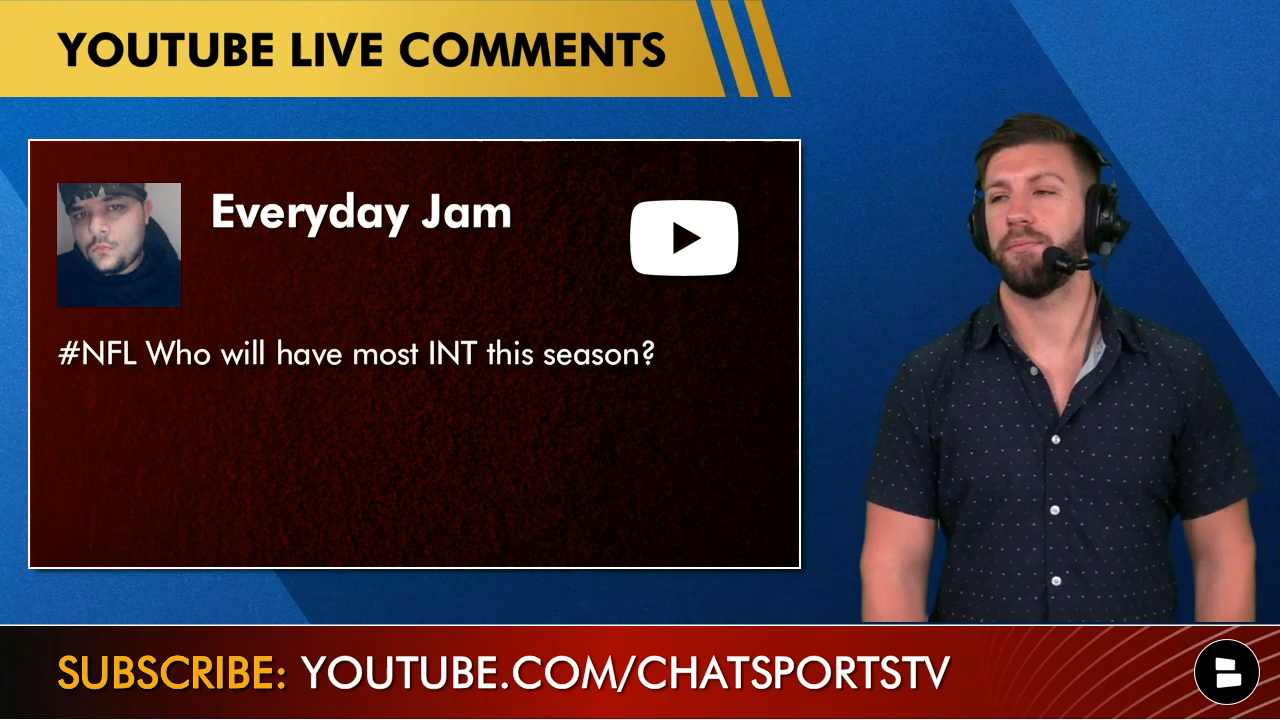 YOUTUBE LIVE COMMENTS
Everyday Jam
#NFL Who will have most INT this season?
SUBSCRIBE: YOUTUBE.COM/CHATSPORTSTV